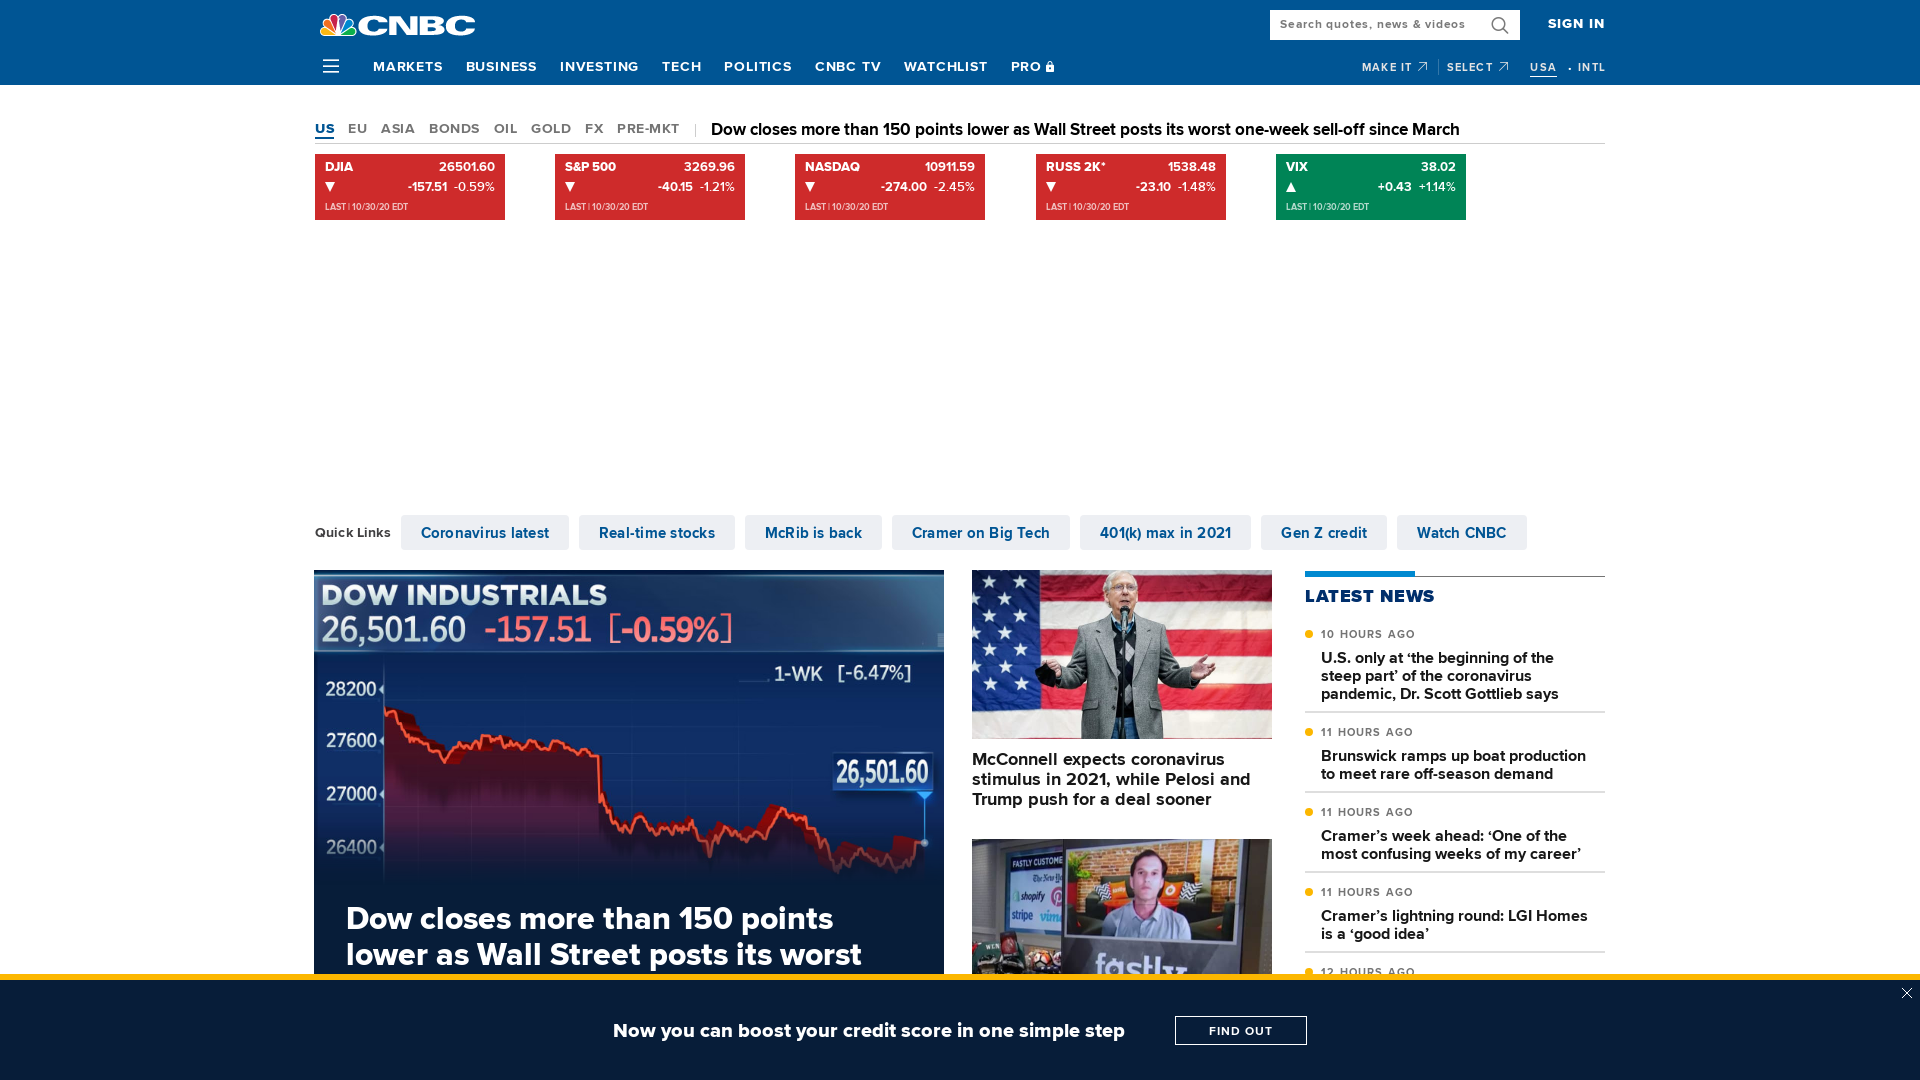 CNBC
Search quotes, news & videos
SIGN IN
MARKETS BUSINESS INVESTING TECH POLITICS CNBC TV WATCHLIST PRO
MAKE IT SELECT USA • INTL
US EU ASIA BONDS OIL GOLD FX PRE-MKT
Dow closes more than 150 points lower as Wall Street posts its worst one-week sell-off since March
DJIA 26501.60
-157.51 -0.59%
LAST | 10/30/20 EDT
S&P 500 3269.96
-40.15 -1.21%
LAST | 10/30/20 EDT
NASDAQ 10911.59
-274.00 -2.45%
LAST | 10/30/20 EDT
RUSS 2K* 1538.48
-23.10 -1.48%
LAST | 10/30/20 EDT
VIX 38.02
+0.43 +1.14%
LAST | 10/30/20 EDT
Quick Links Coronavirus latest Real-time stocks McRib is back Cramer on Big Tech 401(k) max in 2021 Gen Z credit Watch CNBC
DOW INDUSTRIALS
26,501.60 -157.51 [-0.59%]
1-WK [-6.47%]
28200
27600
26,501.60
27000
26400
Dow closes more than 150 points
lower as Wall Street posts its worst
McConnell expects coronavirus
stimulus in 2021, while Pelosi and
Trump push for a deal sooner
FASTLY CUSTOME
The New Yor
shopify
stripe
vime
fastly
LATEST NEWS
10 HOURS AGO
U.S. only at ‘the beginning of the
steep part’ of the coronavirus
pandemic, Dr. Scott Gottlieb says
11 HOURS AGO
Brunswick ramps up boat production
to meet rare off-season demand
11 HOURS AGO
Cramer’s week ahead: ‘One of the
most confusing weeks of my career’
11 HOURS AGO
Cramer’s lightning round: LGI Homes
is a ‘good idea’
12 HOURS AGO
Now you can boost your credit score in one simple step
FIND OUT